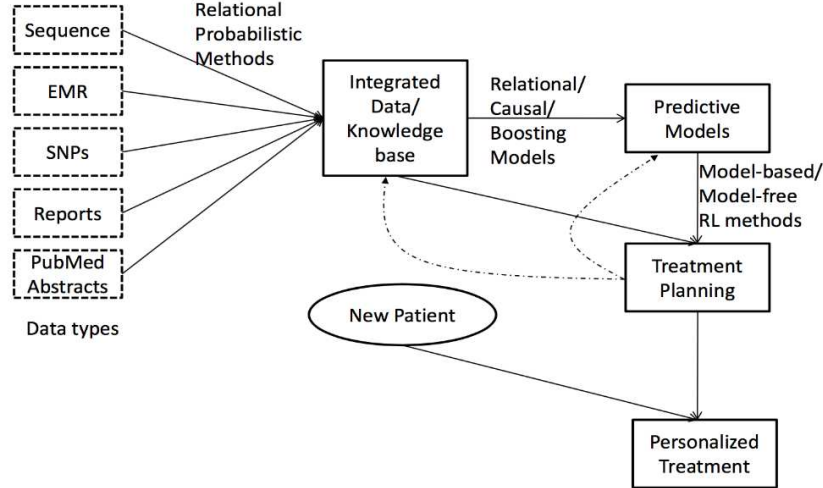 Sequence
EMR
SNPs
Reports
PubMed
Abstracts
Data types
Relational
Probabilistic
Methods
Integrated
Data/
Knowledge
base
Relational/
Causal/
Boosting
Models
Predictive
Models
Model-based/
Model-free
RL methods
Treatment
Planning
New Patient
Personalized
Treatment